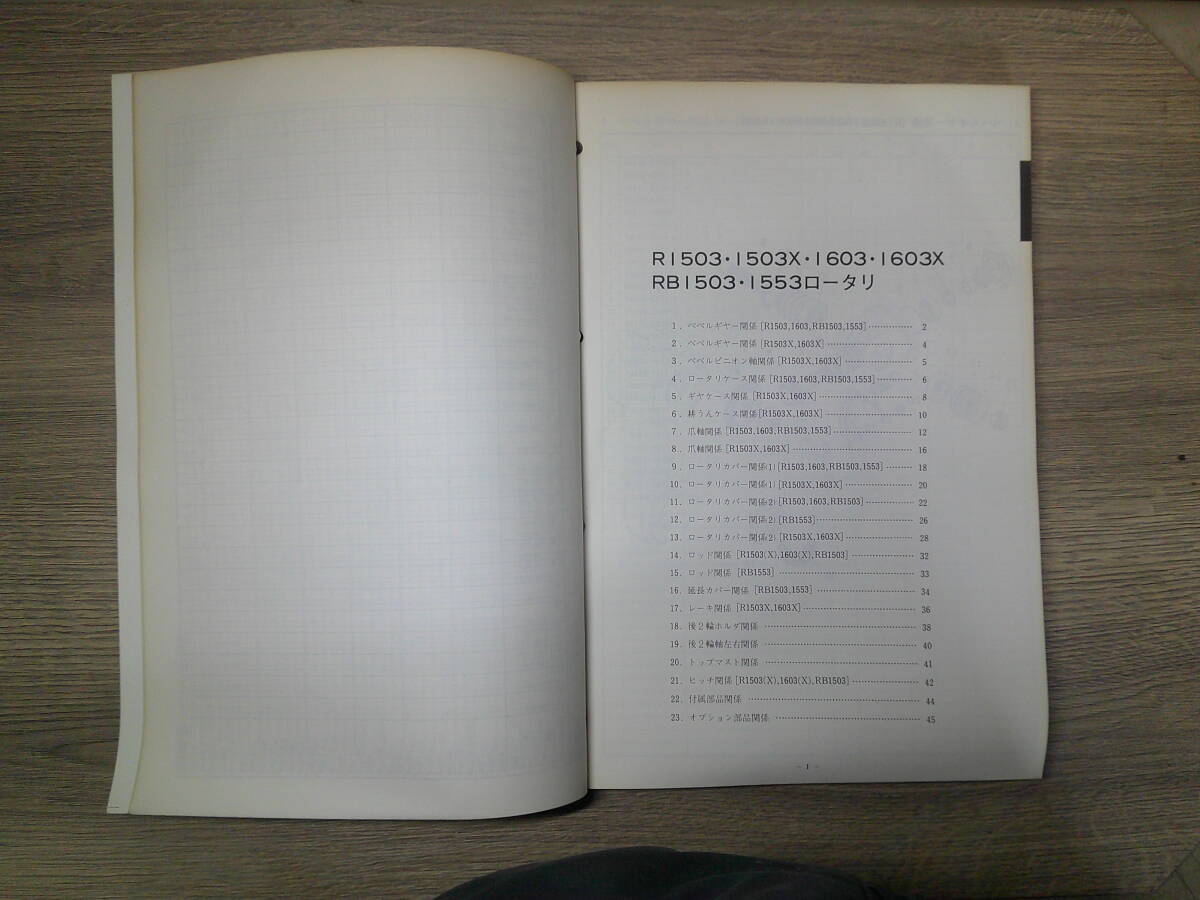 R1503・1503X・1603・1603X
RB1503・1553ロータリ
1. ベベルギヤー関係 [R1503,1603,RB1503,1553] …………… 2
2. ベベルギヤー関係 [R1503X,1603X] …………… 4
3. ベベルピニオン軸関係 [R1503X,1603X] …………… 5
4. ロータリケース関係 [R1503,1603,RB1503,1553] …………… 6
5. ギヤケース関係 [R1503X,1603X] …………… 8
6. 耕うんケース関係 [R1503X,1603X] …………… 10
7. 爪軸関係 [R1503,1603,RB1503,1553] …………… 12
8. 爪軸関係 [R1503X,1603X] …………… 16
9. ロータリカバー関係(1) [R1503,1603,RB1503,1553] …………… 18
10. ロータリカバー関係(1) [R1503X,1603X] …………… 20
11. ロータリカバー関係(2) [R1503,1603,RB1503] …………… 22
12. ロータリカバー関係(2) [RB1553] …………… 26
13. ロータリカバー関係(2) [R1503X,1603X] …………… 28
14. ロッド関係 [R1503(X),1603(X),RB1503] …………… 32
15. ロッド関係 [RB1553] …………… 33
16. 延長カバー関係 [RB1503,1553] …………… 34
17. レーキ関係 [R1503X,1603X] …………… 36
18. 後2輪ホルダ関係 …………… 38
19. 後2輪軸左右関係 …………… 40
20. トップマスト関係 …………… 41
21. ヒッチ関係 [R1503(X),1603(X),RB1503] …………… 42
22. 付属部品関係 …………… 44
23. オプション部品関係 …………… 45
− 1 −